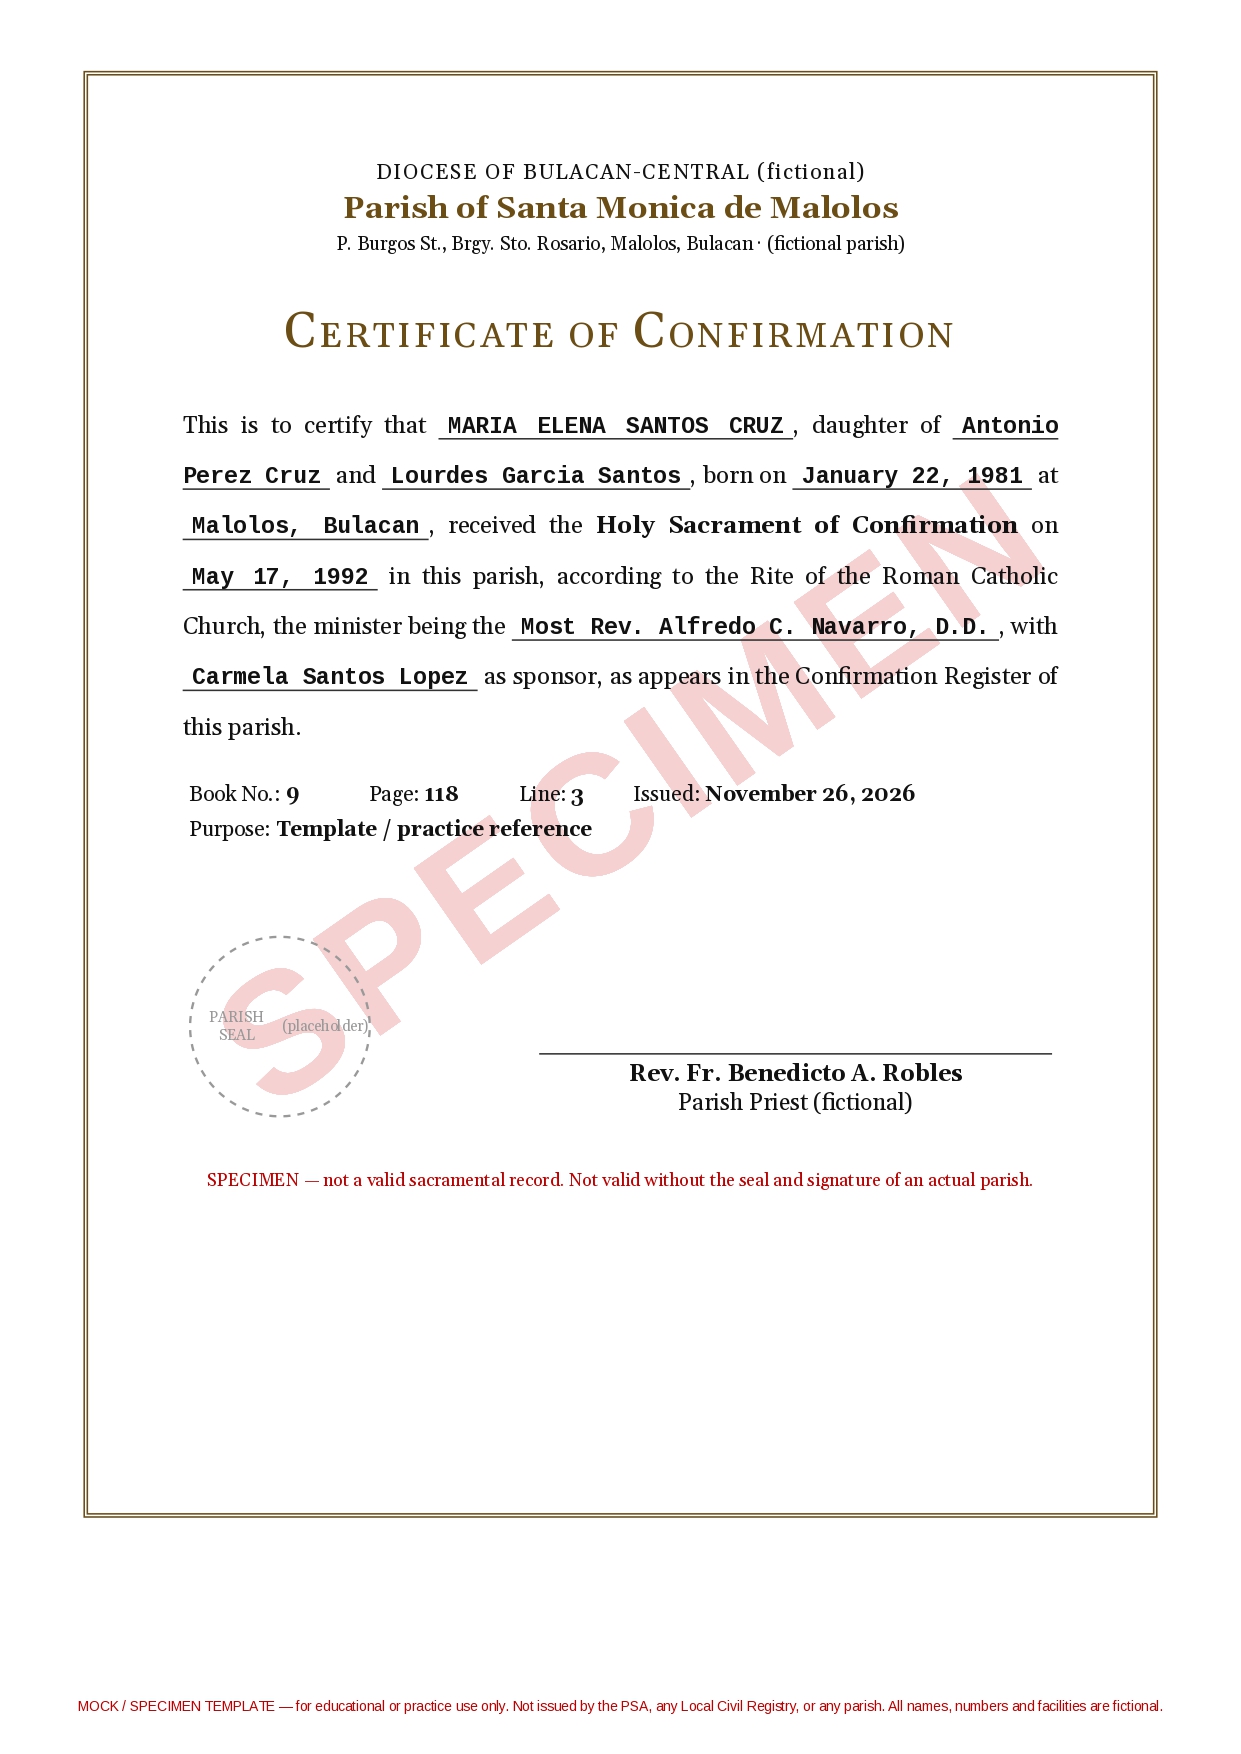 DIOCESE OF BULACAN-CENTRAL (fictional)
Parish of Santa Monica de Malolos
P. Burgos St., Brgy. Sto. Rosario, Malolos, Bulacan · (fictional parish)
Certificate of Confirmation
This is to certify that MARIA ELENA SANTOS CRUZ, daughter of Antonio
Perez Cruz and Lourdes Garcia Santos, born on January 22, 1981 at
Malolos, Bulacan, received the Holy Sacrament of Confirmation on
May 17, 1992 in this parish, according to the Rite of the Roman Catholic
Church, the minister being the Most Rev. Alfredo C. Navarro, D.D., with
Carmela Santos Lopez as sponsor, as appears in the Confirmation Register of
this parish.
Book No.: 9 Page: 118 Line: 3 Issued: November 26, 2026
Purpose: Template / practice reference
SPECIMEN
PARISH
SEAL
(placeholder)
Rev. Fr. Benedicto A. Robles
Parish Priest (fictional)
SPECIMEN — not a valid sacramental record. Not valid without the seal and signature of an actual parish.
MOCK / SPECIMEN TEMPLATE — for educational or practice use only. Not issued by the PSA, any Local Civil Registry, or any parish. All names, numbers and facilities are fictional.